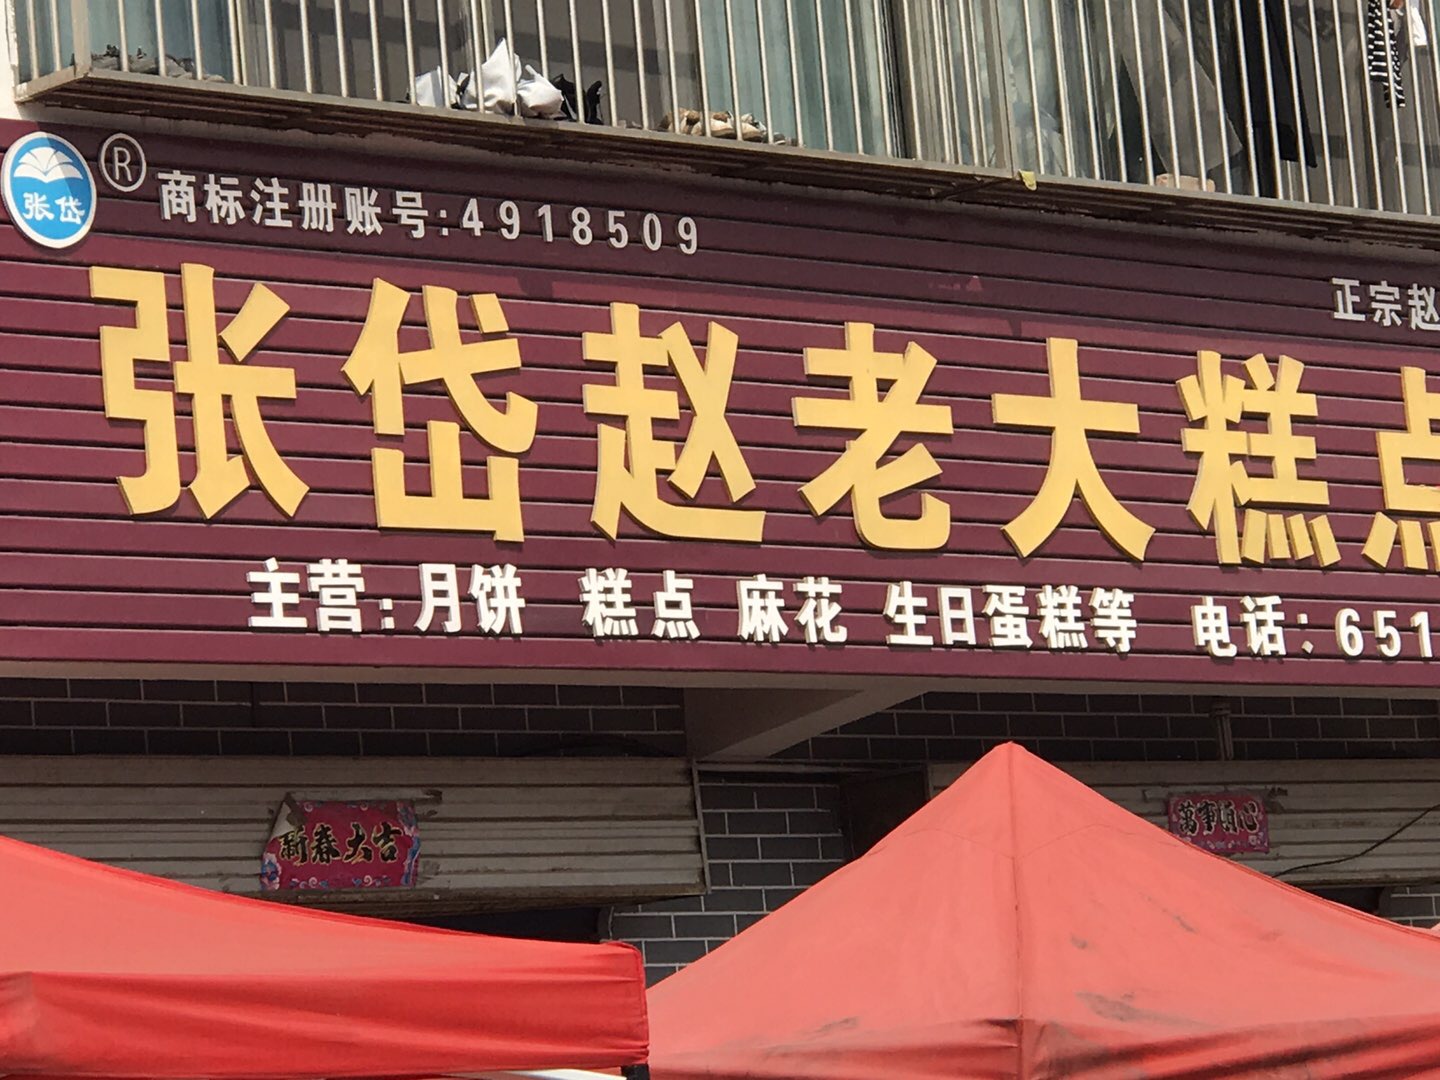 张岱
®
商标注册账号:4918509
正宗赵
张岱赵老大糕点
主营:月饼 糕点 麻花 生日蛋糕等 电话:651
新春大吉
萬事順心